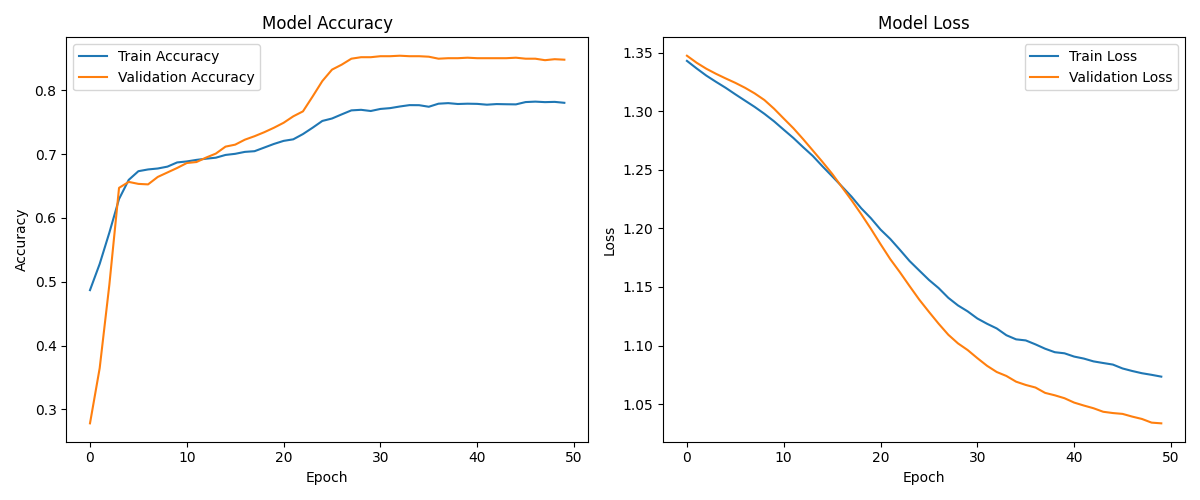 Model Accuracy
Train Accuracy
Validation Accuracy
0.8
0.7
0.6
0.5
0.4
0.3
Accuracy
0 10 20 30 40 50
Epoch
Model Loss
Train Loss
Validation Loss
1.35
1.30
1.25
1.20
1.15
1.10
1.05
Loss
0 10 20 30 40 50
Epoch